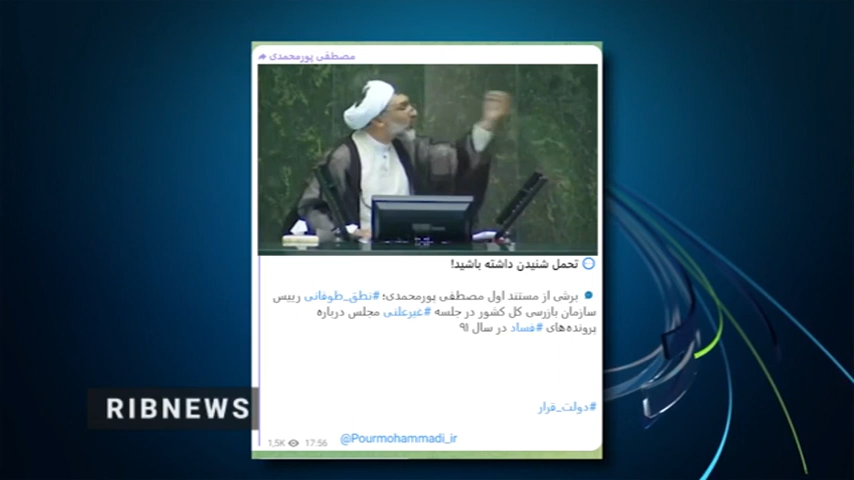 مصطفی پورمحمدی
تحمل شنیدن داشته باشید!
برشی از مستند اول مصطفی پورمحمدی؛ #نطق_طوفانی رییس
سازمان بازرسی کل کشور در جلسه #غیرعلنی مجلس درباره
پرونده‌های #فساد در سال ۹۱
#دولت_قرار
@Pourmohammadi_ir
1,5K 17:56
RIBNEWS